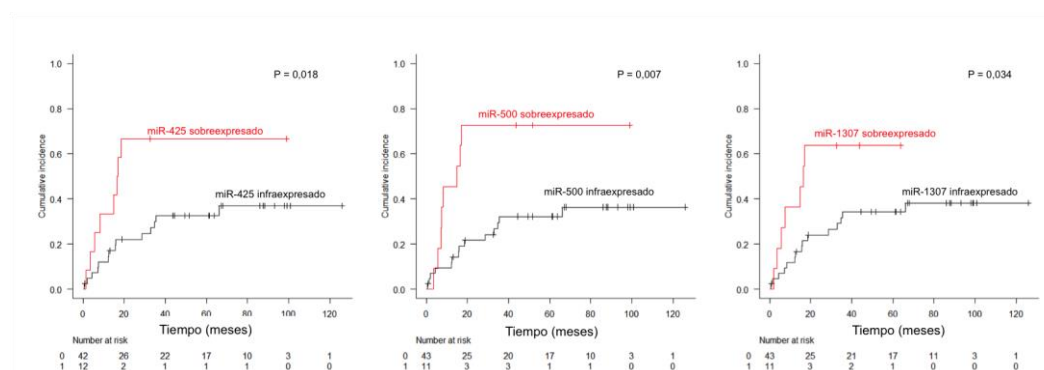 1.0
0.8
0.6
0.4
0.2
0.0
Cumulative incidence
P = 0,018
miR-425 sobreexpresado
miR-425 infraexpresado
0 20 40 60 80 100 120
Tiempo (meses)
Number at risk
0 42 26 22 17 10 3 1
1 12 2 1 1 1 0 0
1.0
0.8
0.6
0.4
0.2
0.0
Cumulative incidence
P = 0,007
miR-500 sobreexpresado
miR-500 infraexpresado
0 20 40 60 80 100 120
Tiempo (meses)
Number at risk
0 43 25 20 17 10 3 1
1 11 3 3 1 1 0 0
1.0
0.8
0.6
0.4
0.2
0.0
Cumulative incidence
P = 0,034
miR-1307 sobreexpresado
miR-1307 infraexpresado
0 20 40 60 80 100 120
Tiempo (meses)
Number at risk
0 43 25 21 17 11 3 1
1 11 3 2 1 0 0 0